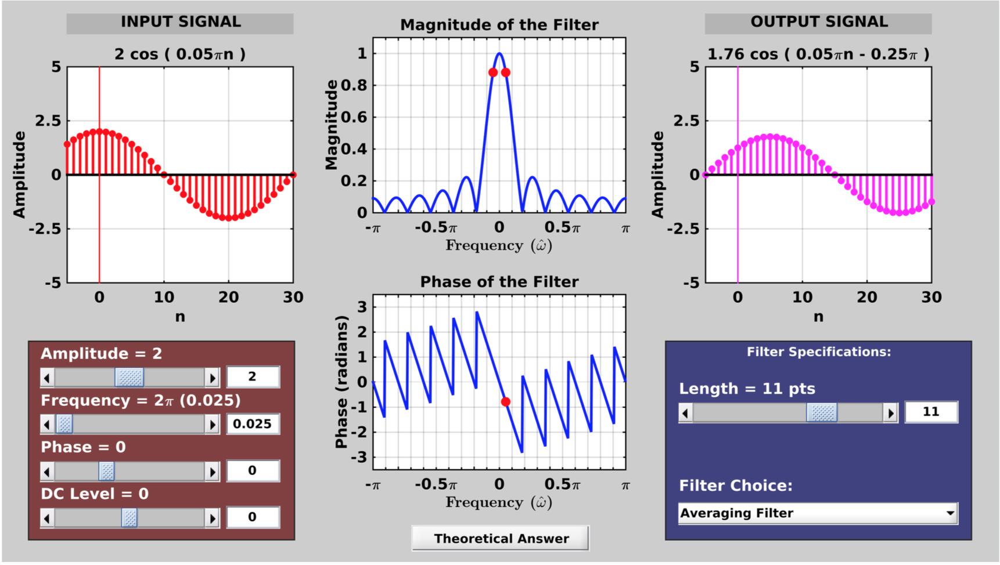 INPUT SIGNAL
2 cos ( 0.05πn )
5
2.5
0
-2.5
-5
Amplitude
0
10
20
30
n
Magnitude of the Filter
1
0.8
0.6
0.4
0.2
0
Magnitude
-π
-0.5π
0
0.5π
π
Frequency (ω̂)
Phase of the Filter
3
2
1
0
-1
-2
-3
Phase (radians)
-π
-0.5π
0
0.5π
π
Frequency (ω̂)
OUTPUT SIGNAL
1.76 cos ( 0.05πn - 0.25π )
5
2.5
0
-2.5
-5
Amplitude
0
10
20
30
n
Amplitude = 2
2
Frequency = 2π (0.025)
0.025
Phase = 0
0
DC Level = 0
0
Theoretical Answer
Filter Specifications:
Length = 11 pts
11
Filter Choice:
Averaging Filter